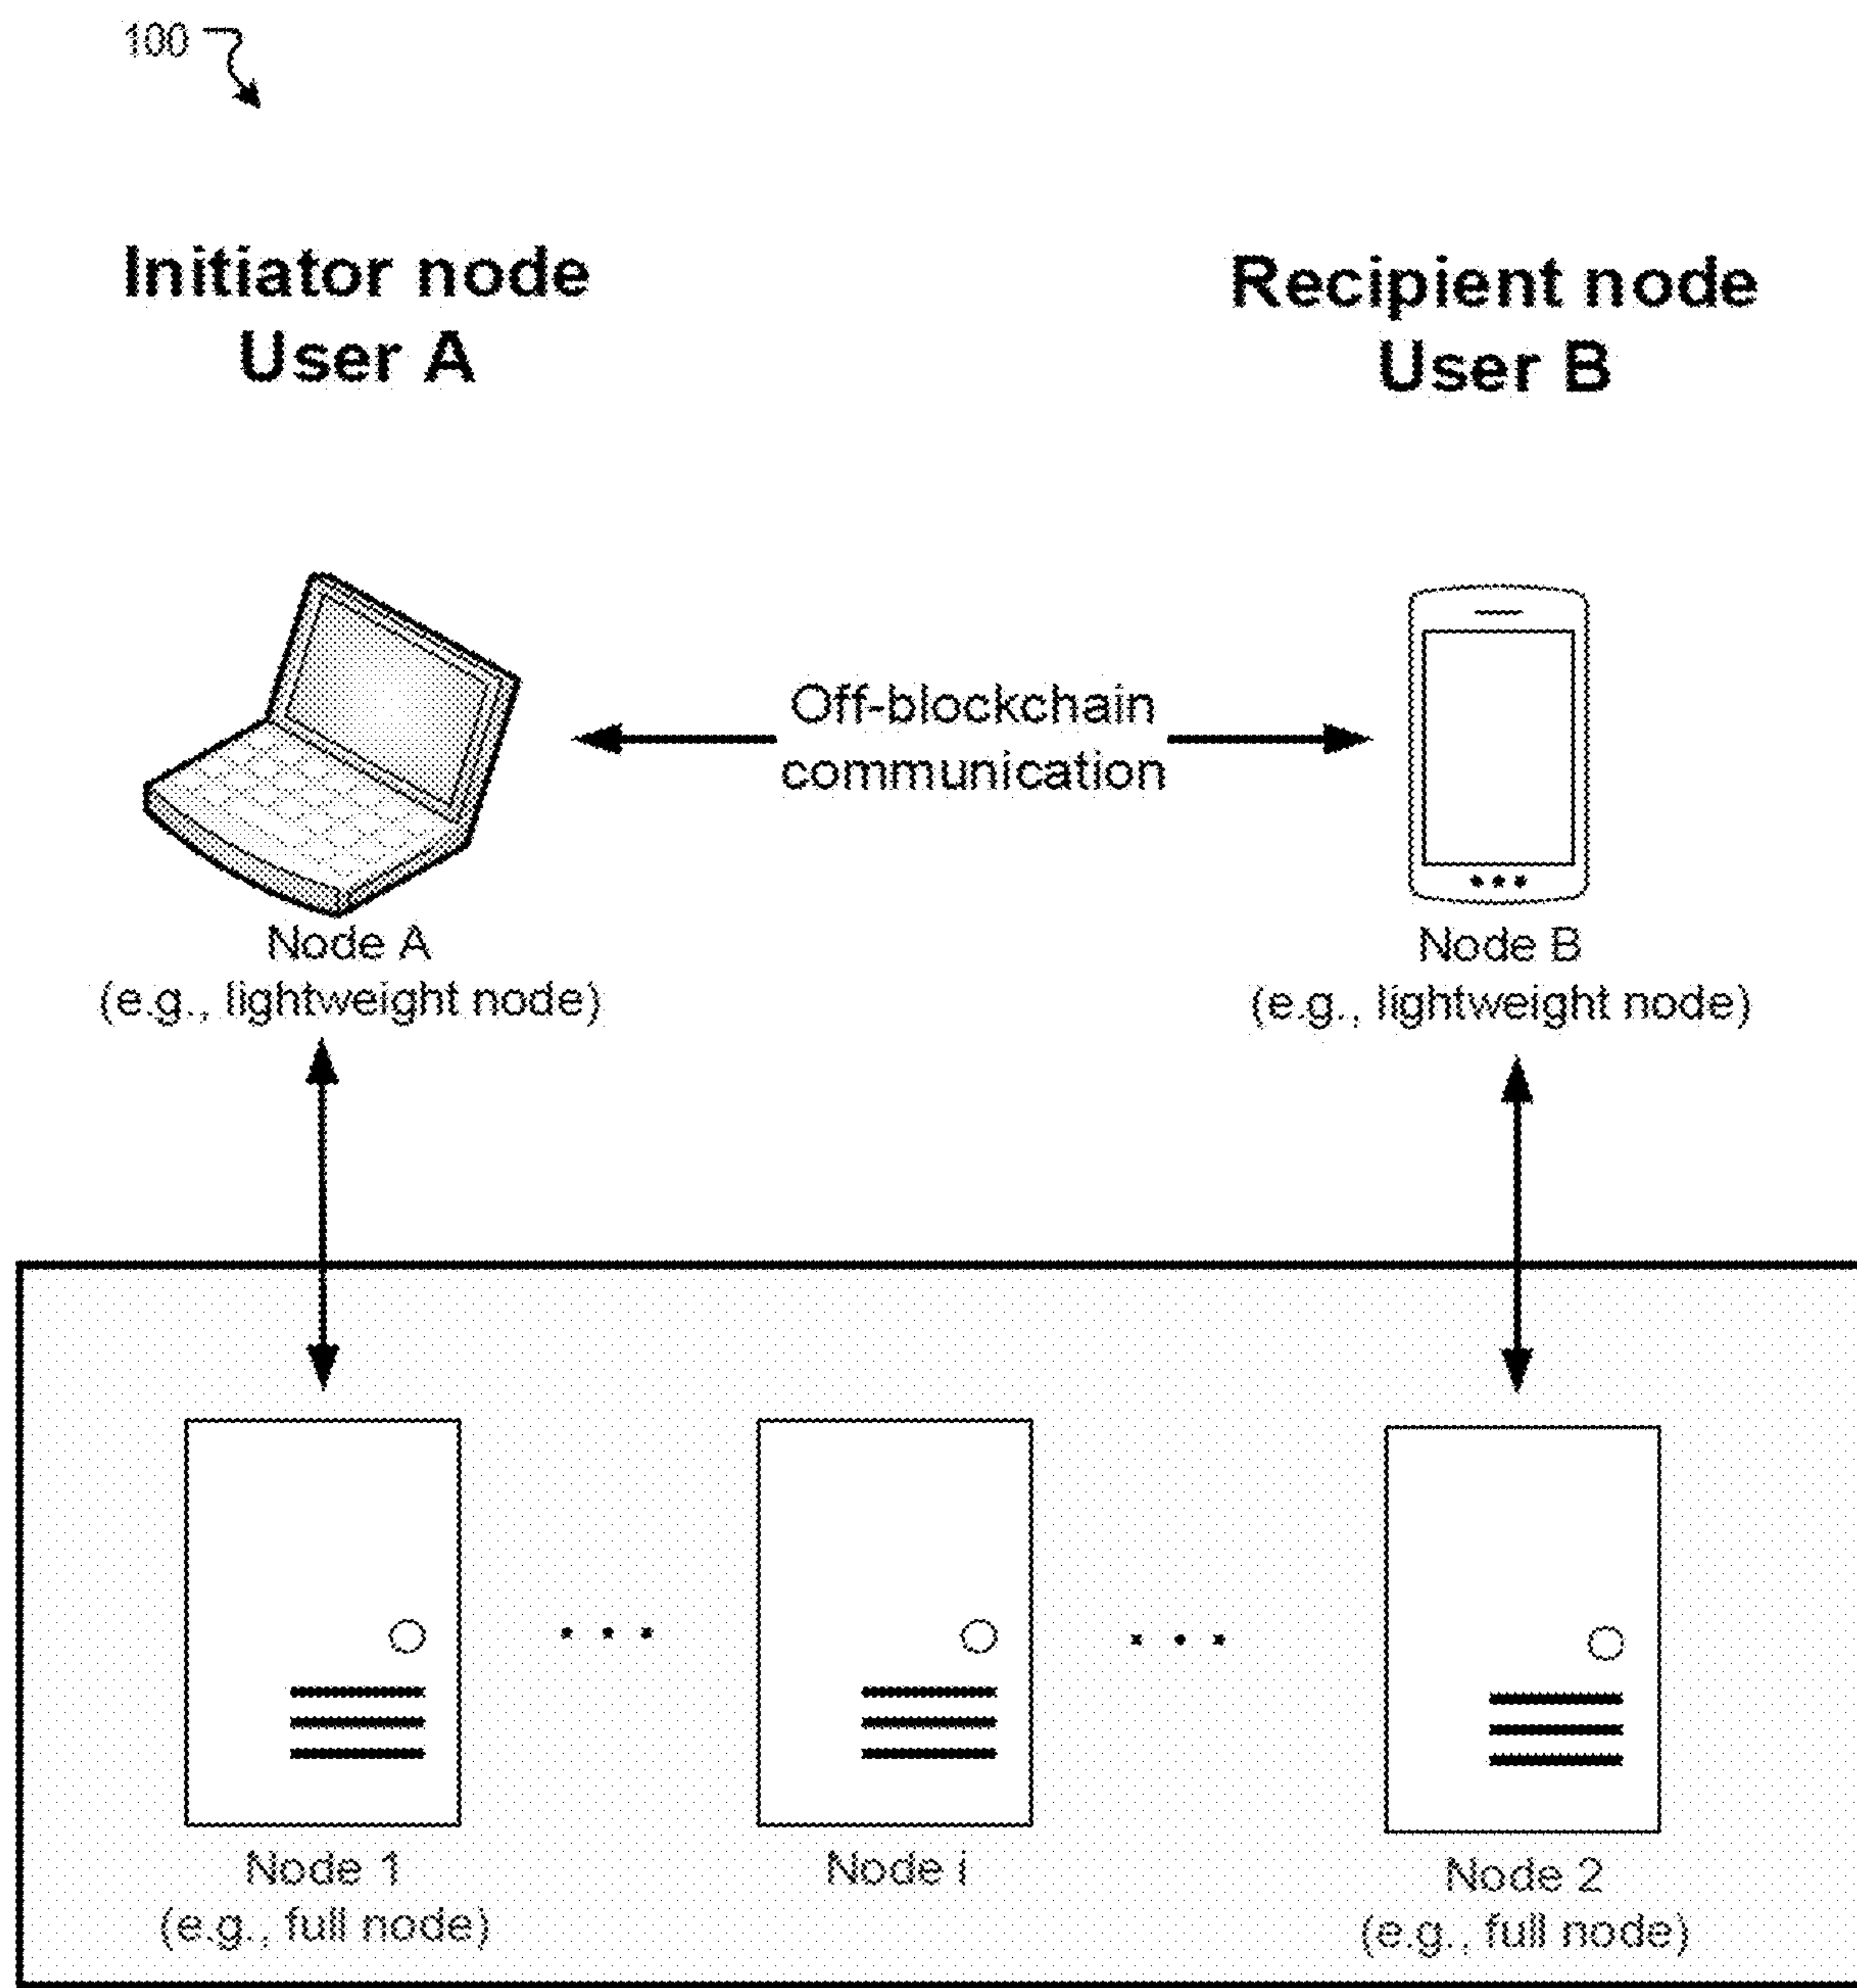 100
Initiator node
User A
Recipient node
User B
Off-blockchain
communication
Node A
(e.g., lightweight node)
Node B
(e.g., lightweight node)
Node 1
(e.g., full node)
Node i
Node 2
(e.g., full node)